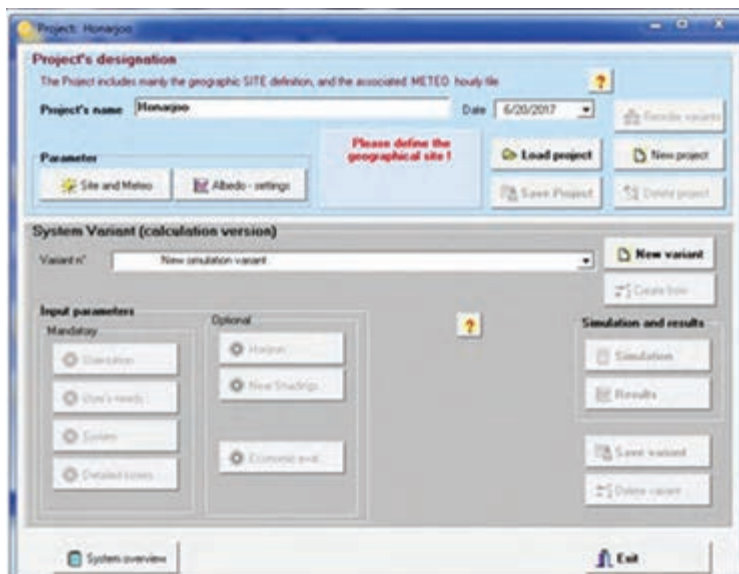 Project: Honarjoo
Project's designation
The Project includes mainly the geographic SITE definition, and the associated METEO hourly file
?
Project's name Honarjoo Date 6/20/2017
Reorder variants
Please define the geographical site !
Load project
New project
Parameter
Site and Meteo
Albedo - settings
Save Project
Delete project
System Variant (calculation version)
Variant n° New simulation variant
New variant
Create from
Input parameters
Mandatory
Optional
?
Simulation and results
Orientation
Horizon
Simulation
User's needs
Near Shadings
Results
System
Economic eval.
Save variant
Detailed losses
Delete variant
System overview
Exit